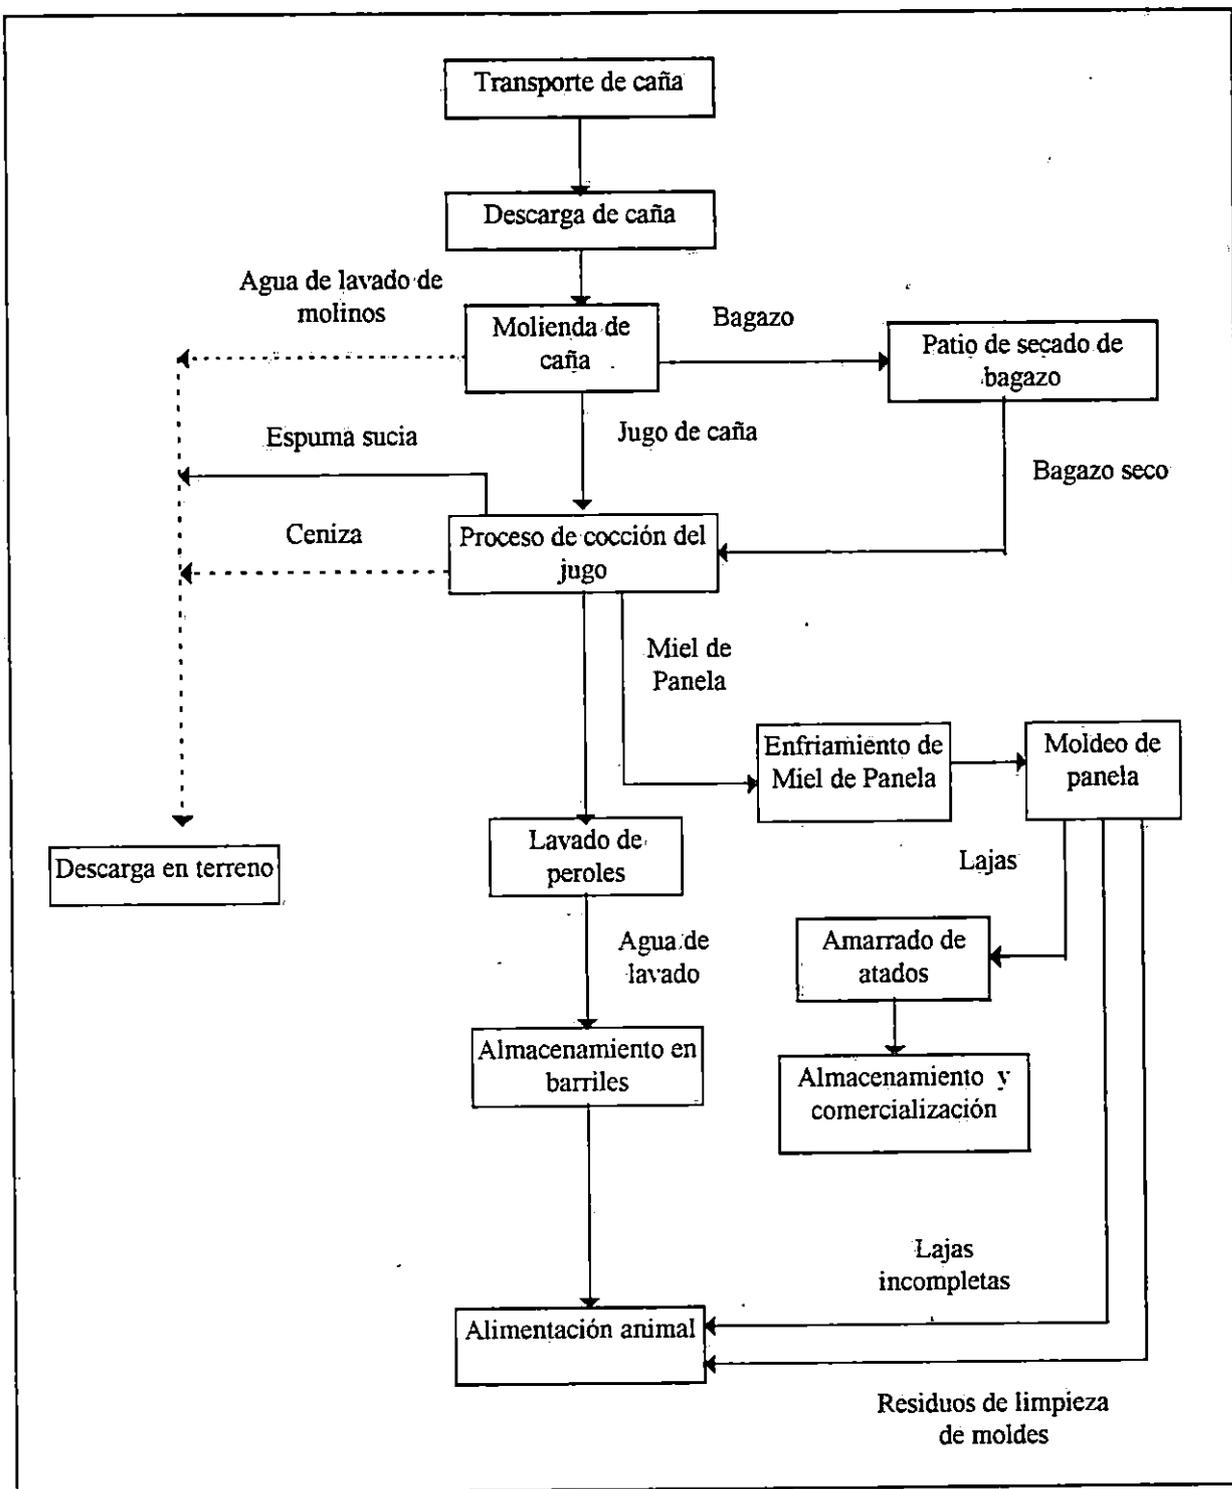 Transporte de caña
Descarga de caña
Agua de lavado de
molinos
Molienda de
caña
Bagazo
Patio de secado de
bagazo
Espuma sucia
Jugo de caña
Bagazo seco
Ceniza
Proceso de cocción del
jugo
Miel de
Panela
Enfriamiento de
Miel de Panela
Moldeo de
panela
Descarga en terreno
Lavado de
peroles
Lajas
Agua de
lavado
Amarrado de
atados
Almacenamiento en
barriles
Almacenamiento y
comercialización
Lajas
incompletas
Alimentación animal
Residuos de limpieza
de moldes